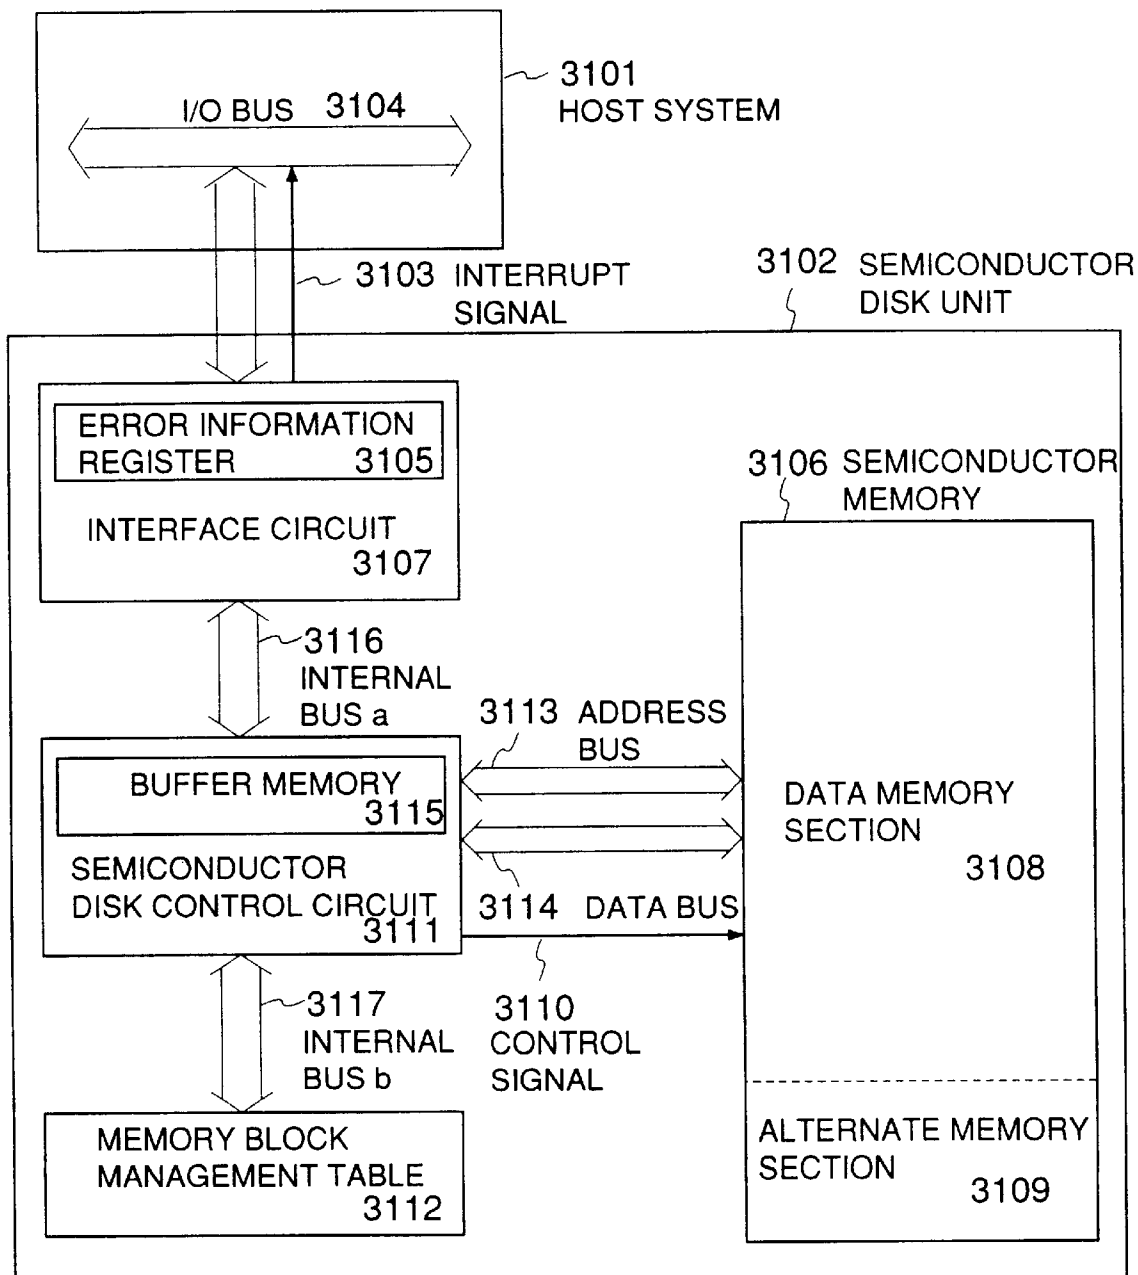 3101
HOST SYSTEM
I/O BUS 3104
3103 INTERRUPT
SIGNAL
3102 SEMICONDUCTOR
DISK UNIT
ERROR INFORMATION
REGISTER 3105
INTERFACE CIRCUIT
3107
3106 SEMICONDUCTOR
MEMORY
3116
INTERNAL
BUS a
3113 ADDRESS
BUS
BUFFER MEMORY
3115
SEMICONDUCTOR
DISK CONTROL CIRCUIT
3111
DATA MEMORY
SECTION
3108
3114 DATA BUS
3117
INTERNAL
BUS b
3110
CONTROL
SIGNAL
MEMORY BLOCK
MANAGEMENT TABLE
3112
ALTERNATE MEMORY
SECTION
3109